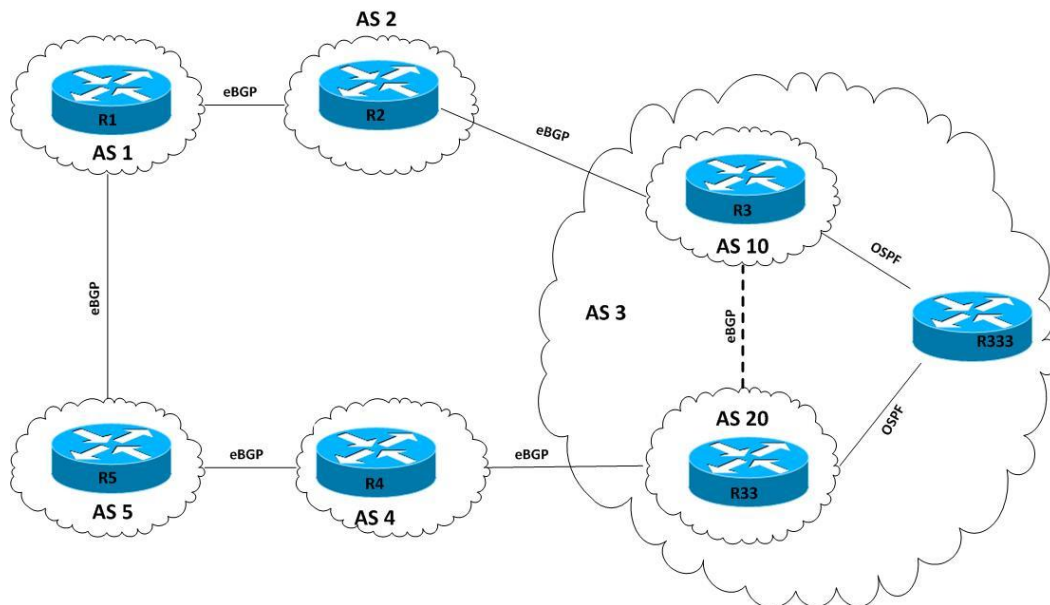 AS 2
R1
eBGP
R2
AS 1
eBGP
R3
AS 10
OSPF
eBGP
AS 3
eBGP
R333
AS 20
OSPF
R5
eBGP
R4
eBGP
R33
AS 5
AS 4